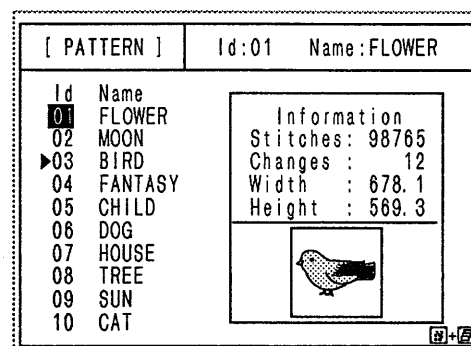 [ PATTERN ] Id:01 Name:FLOWER
Id Name
01 FLOWER
02 MOON
▶03 BIRD
04 FANTASY
05 CHILD
06 DOG
07 HOUSE
08 TREE
09 SUN
10 CAT
Information
Stitches: 98765
Changes : 12
Width : 678.1
Height : 569.3